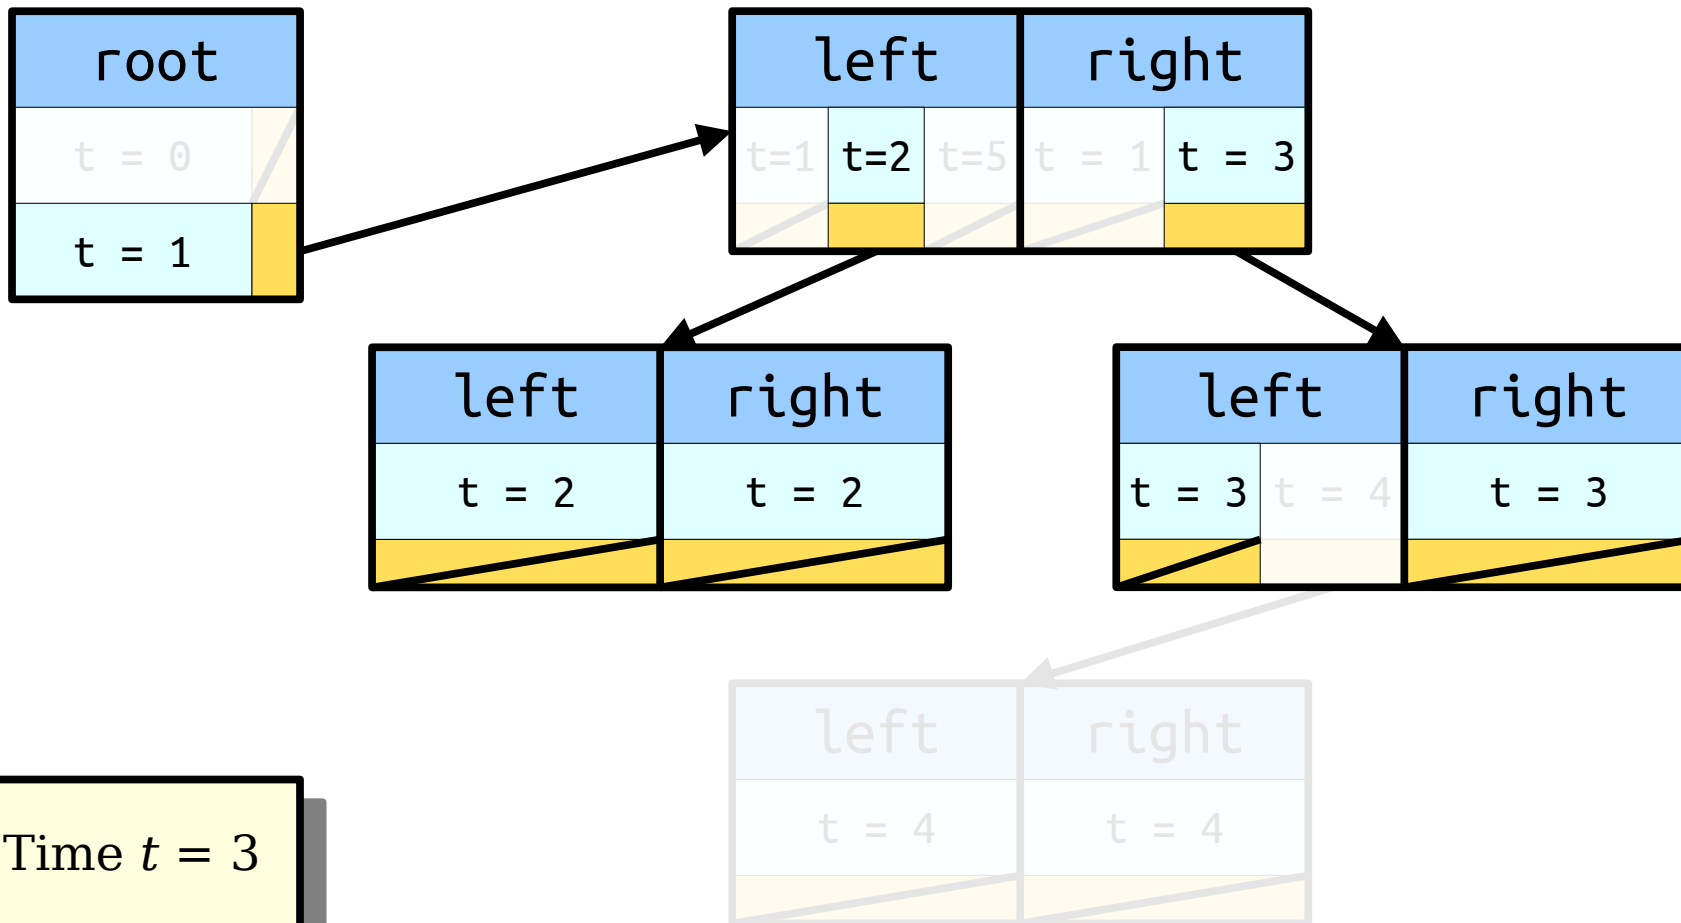 root
t = 0
t = 1
left right
t=1 t=2 t=5 t = 1 t = 3
left right
t = 2 t = 2
left right
t = 3 t = 4 t = 3
left right
t = 4 t = 4
Time t = 3